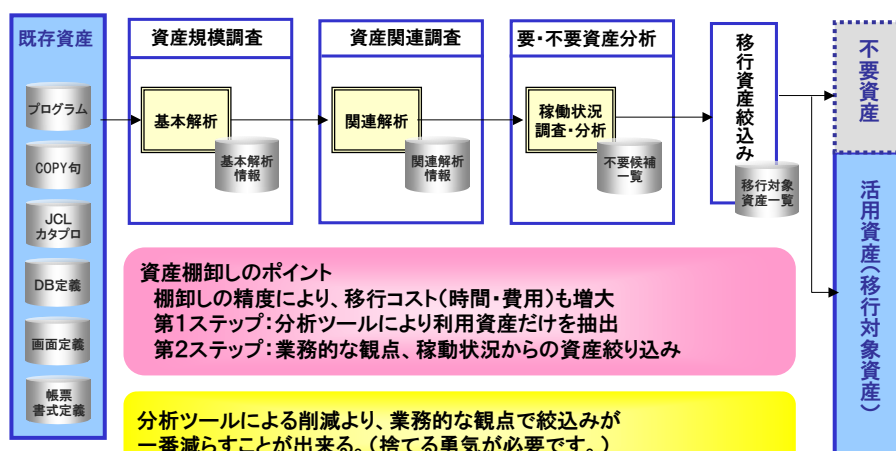 既存資産
プログラム
COPY句
JCL
カタプロ
DB定義
画面定義
帳票
書式定義
資産規模調査
基本解析
基本解析
情報
資産関連調査
関連解析
関連解析
情報
要・不要資産分析
稼働状況
調査・分析
不要候補
一覧
移行資産絞込み
移行対象
資産一覧
不要資産
活用資産(移行対象資産)
資産棚卸しのポイント
棚卸しの精度により、移行コスト(時間・費用)も増大
第1ステップ:分析ツールにより利用資産だけを抽出
第2ステップ:業務的な観点、稼動状況からの資産絞り込み
分析ツールによる削減より、業務的な観点で絞込みが
一番減らすことが出来る。(捨てる勇気が必要です。)